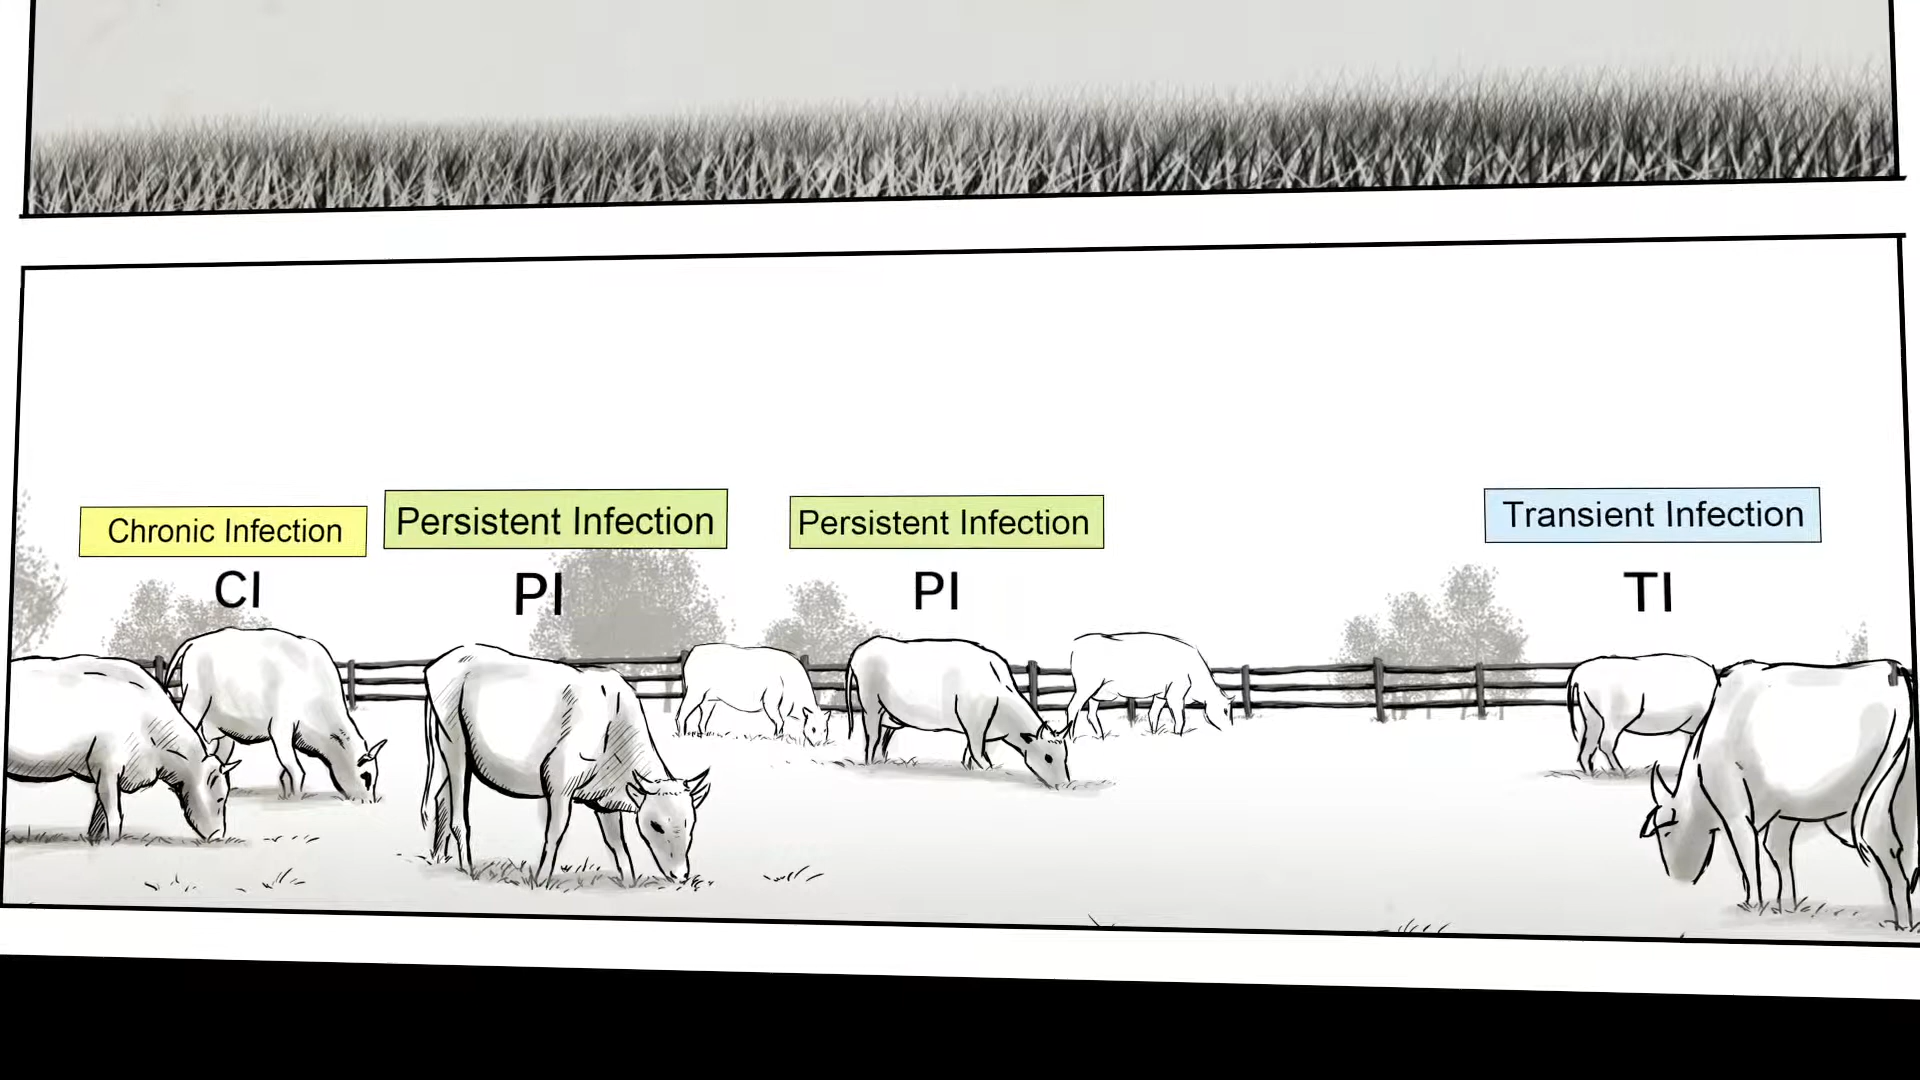 Chronic Infection
CI
Persistent Infection
PI
Persistent Infection
PI
Transient Infection
TI